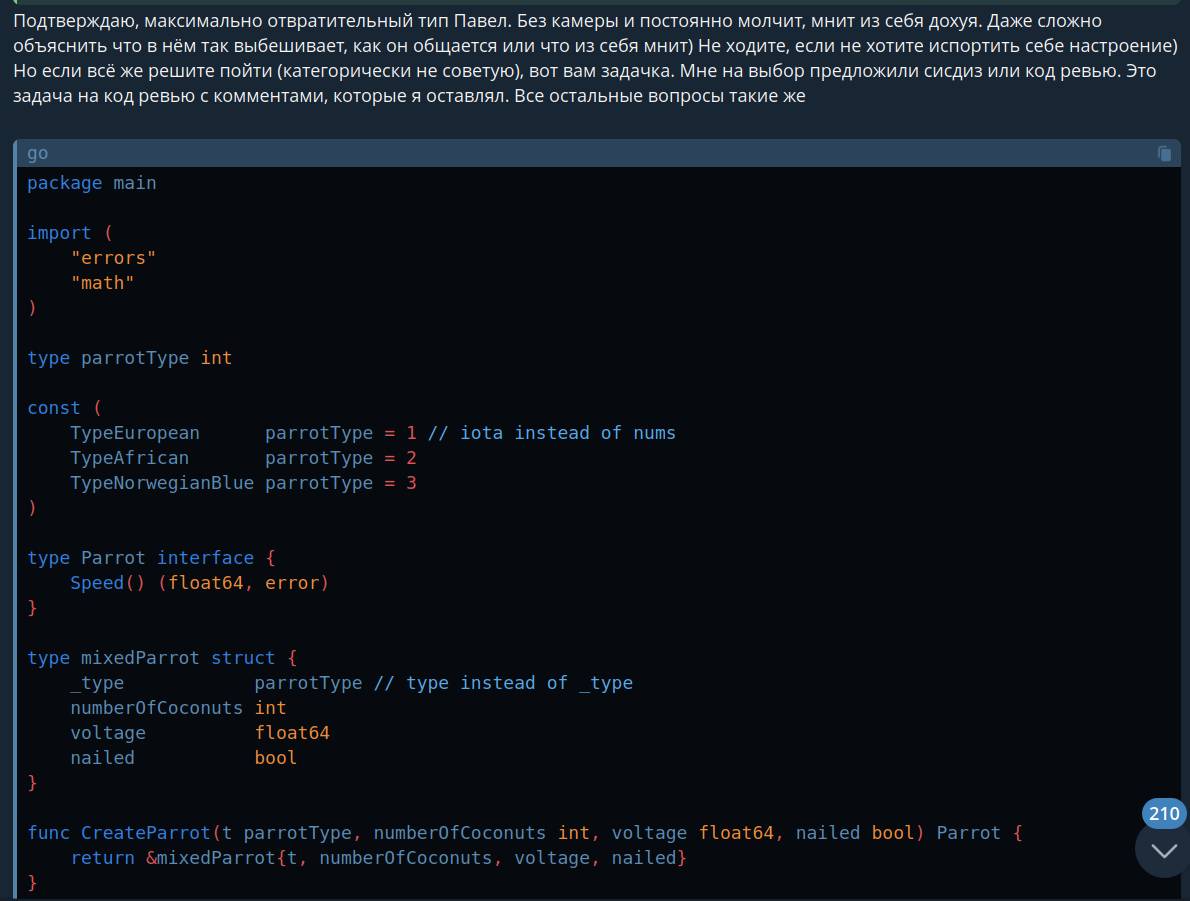 Подтверждаю, максимально отвратительный тип Павел. Без камеры и постоянно молчит, мнит из себя дохуя. Даже сложно
объяснить что в нём так выбешивает, как он общается или что из себя мнит) Не ходите, если не хотите испортить себе настроение)
Но если всё же решите пойти (категорически не советую), вот вам задачка. Мне на выбор предложили сисдиз или код ревью. Это
задача на код ревью с комментами, которые я оставлял. Все остальные вопросы такие же
go
package main
import (
    "errors"
    "math"
)
type parrotType int
const (
    TypeEuropean      parrotType = 1 // iota instead of nums
    TypeAfrican       parrotType = 2
    TypeNorwegianBlue parrotType = 3
)
type Parrot interface {
    Speed() (float64, error)
}
type mixedParrot struct {
    _type            parrotType // type instead of _type
    numberOfCoconuts int
    voltage          float64
    nailed           bool
}
func CreateParrot(t parrotType, numberOfCoconuts int, voltage float64, nailed bool) Parrot {
    return &mixedParrot{t, numberOfCoconuts, voltage, nailed}
}
210